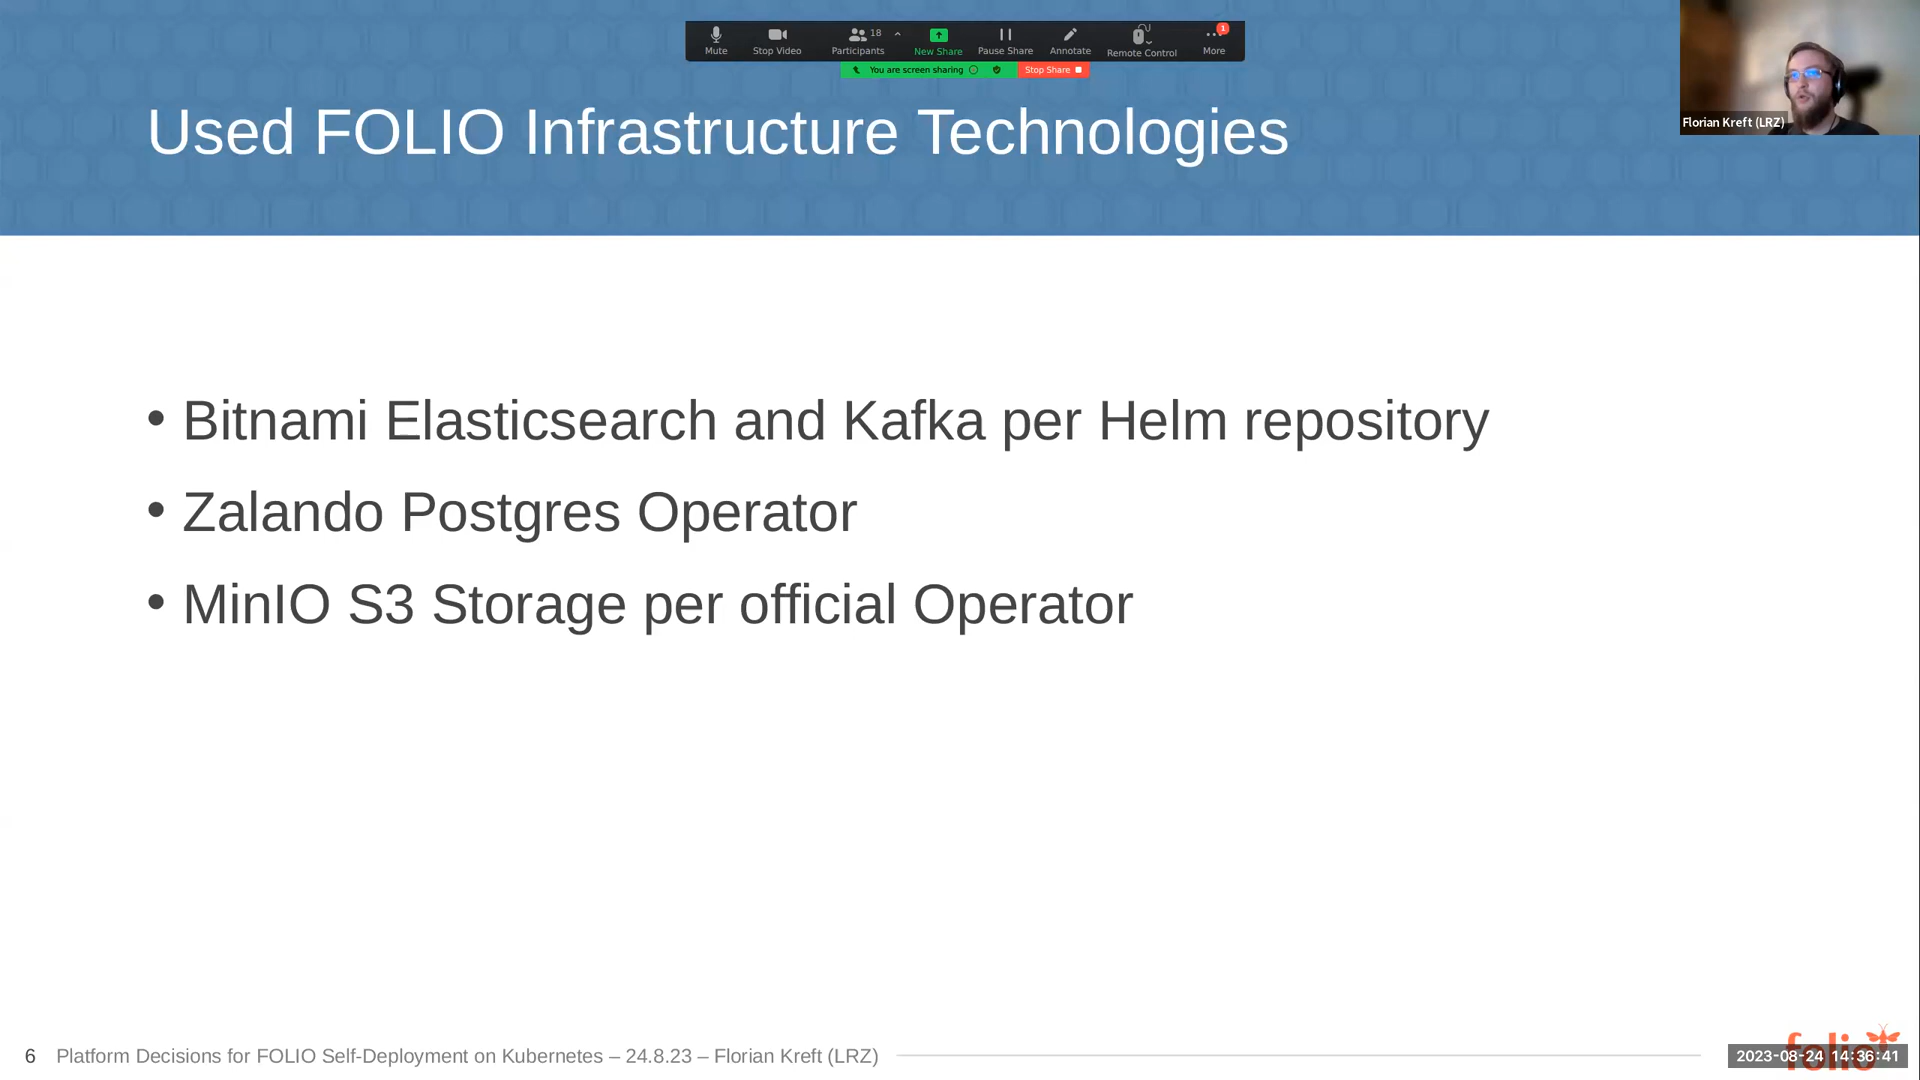 18
1
Mute
Stop Video
Participants
New Share
Pause Share
Annotate
Remote Control
More
You are screen sharing
Stop Share
Florian Kreft (LRZ)
Used FOLIO Infrastructure Technologies
• Bitnami Elasticsearch and Kafka per Helm repository
• Zalando Postgres Operator
• MinIO S3 Storage per official Operator
6 Platform Decisions for FOLIO Self-Deployment on Kubernetes – 24.8.23 – Florian Kreft (LRZ)
folio
2023-08-24 14:36:41